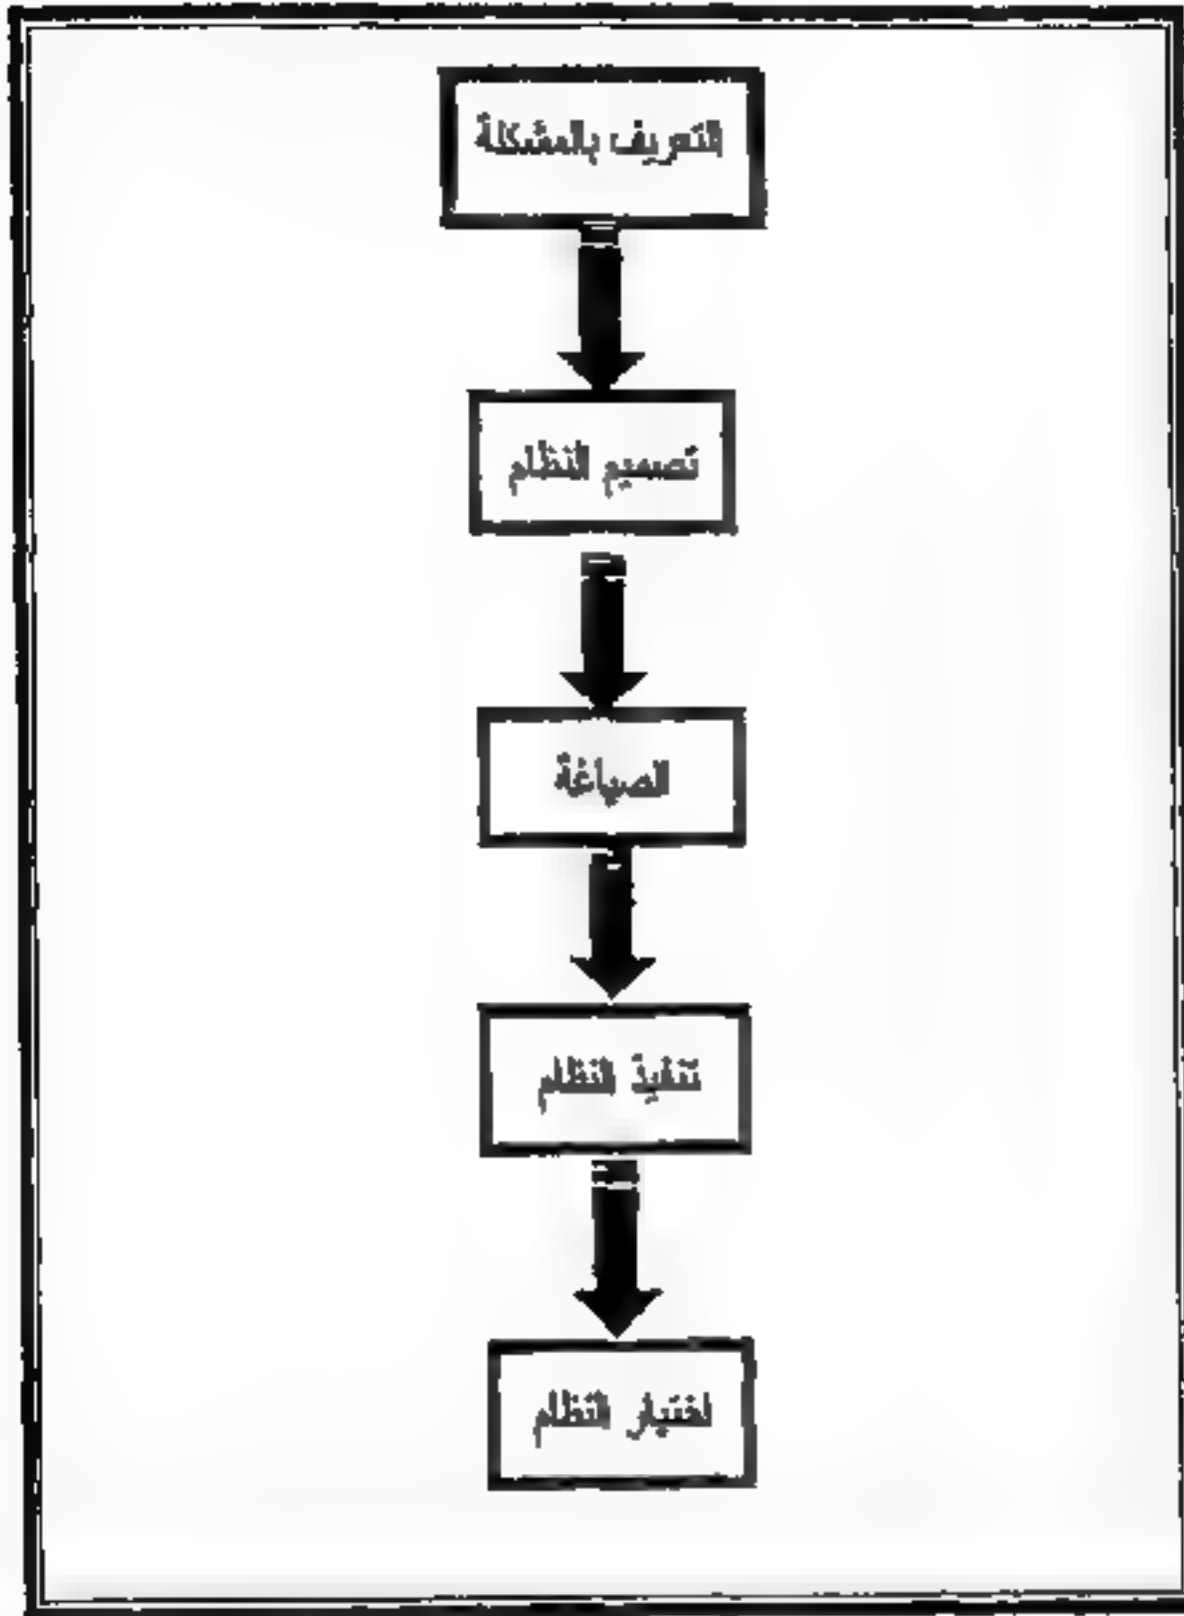 التعريف بالمشكلة
تصميم النظام
الصياغة
تنفيذ النظام
اختبار النظام